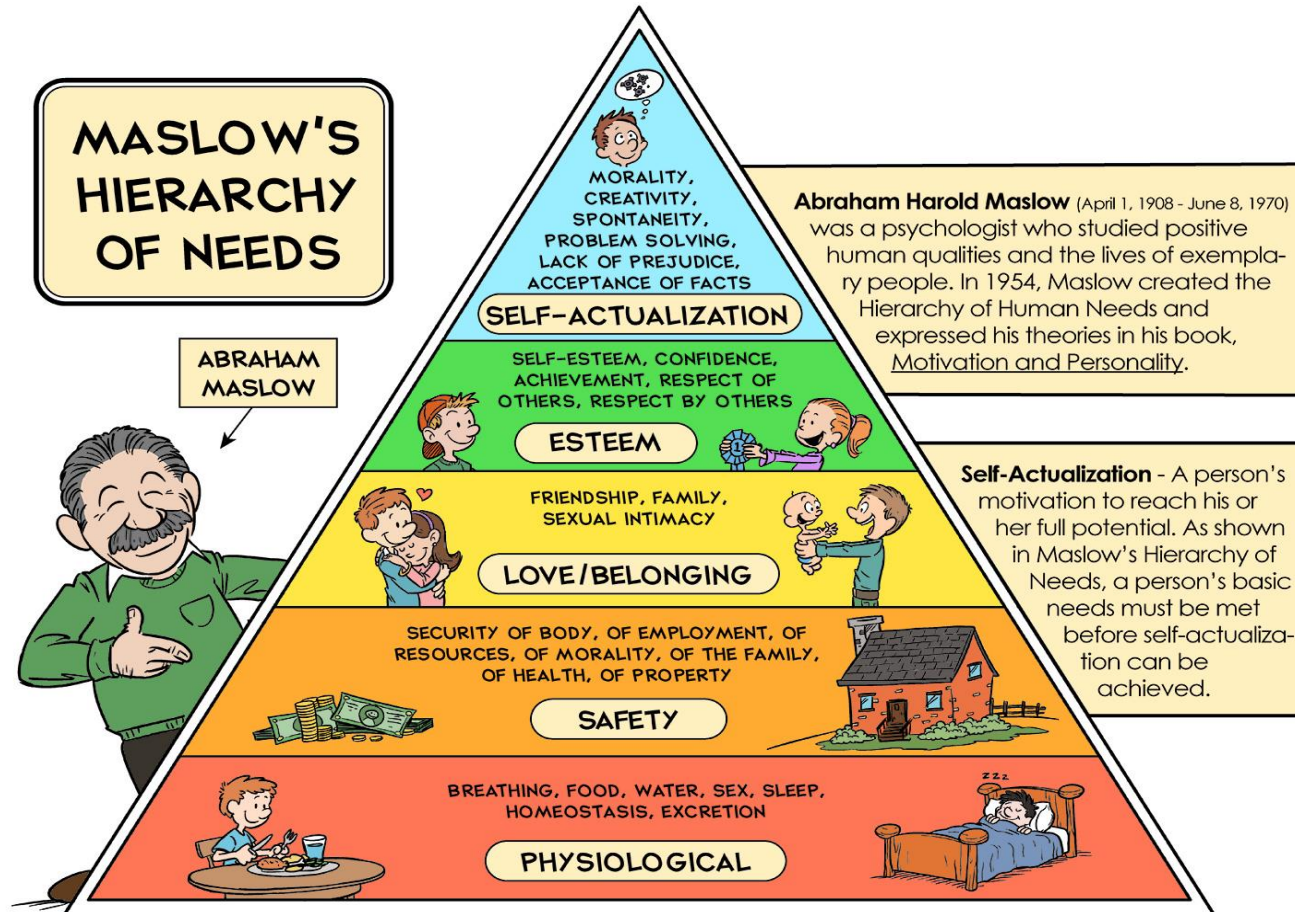 MASLOW'S
HIERARCHY
OF NEEDS
ABRAHAM
MASLOW
MORALITY,
CREATIVITY,
SPONTANEITY,
PROBLEM SOLVING,
LACK OF PREJUDICE,
ACCEPTANCE OF FACTS
SELF-ACTUALIZATION
SELF-ESTEEM, CONFIDENCE,
ACHIEVEMENT, RESPECT OF
OTHERS, RESPECT BY OTHERS
ESTEEM
1
FRIENDSHIP, FAMILY,
SEXUAL INTIMACY
LOVE/BELONGING
SECURITY OF BODY, OF EMPLOYMENT, OF
RESOURCES, OF MORALITY, OF THE FAMILY,
OF HEALTH, OF PROPERTY
SAFETY
BREATHING, FOOD, WATER, SEX, SLEEP,
HOMEOSTASIS, EXCRETION
PHYSIOLOGICAL
ZZZ
Abraham Harold Maslow (April 1, 1908 - June 8, 1970)
was a psychologist who studied positive
human qualities and the lives of exempla-
ry people. In 1954, Maslow created the
Hierarchy of Human Needs and
expressed his theories in his book,
Motivation and Personality.
Self-Actualization - A person's
motivation to reach his or
her full potential. As shown
in Maslow's Hierarchy of
Needs, a person's basic
needs must be met
before self-actualiza-
tion can be
achieved.